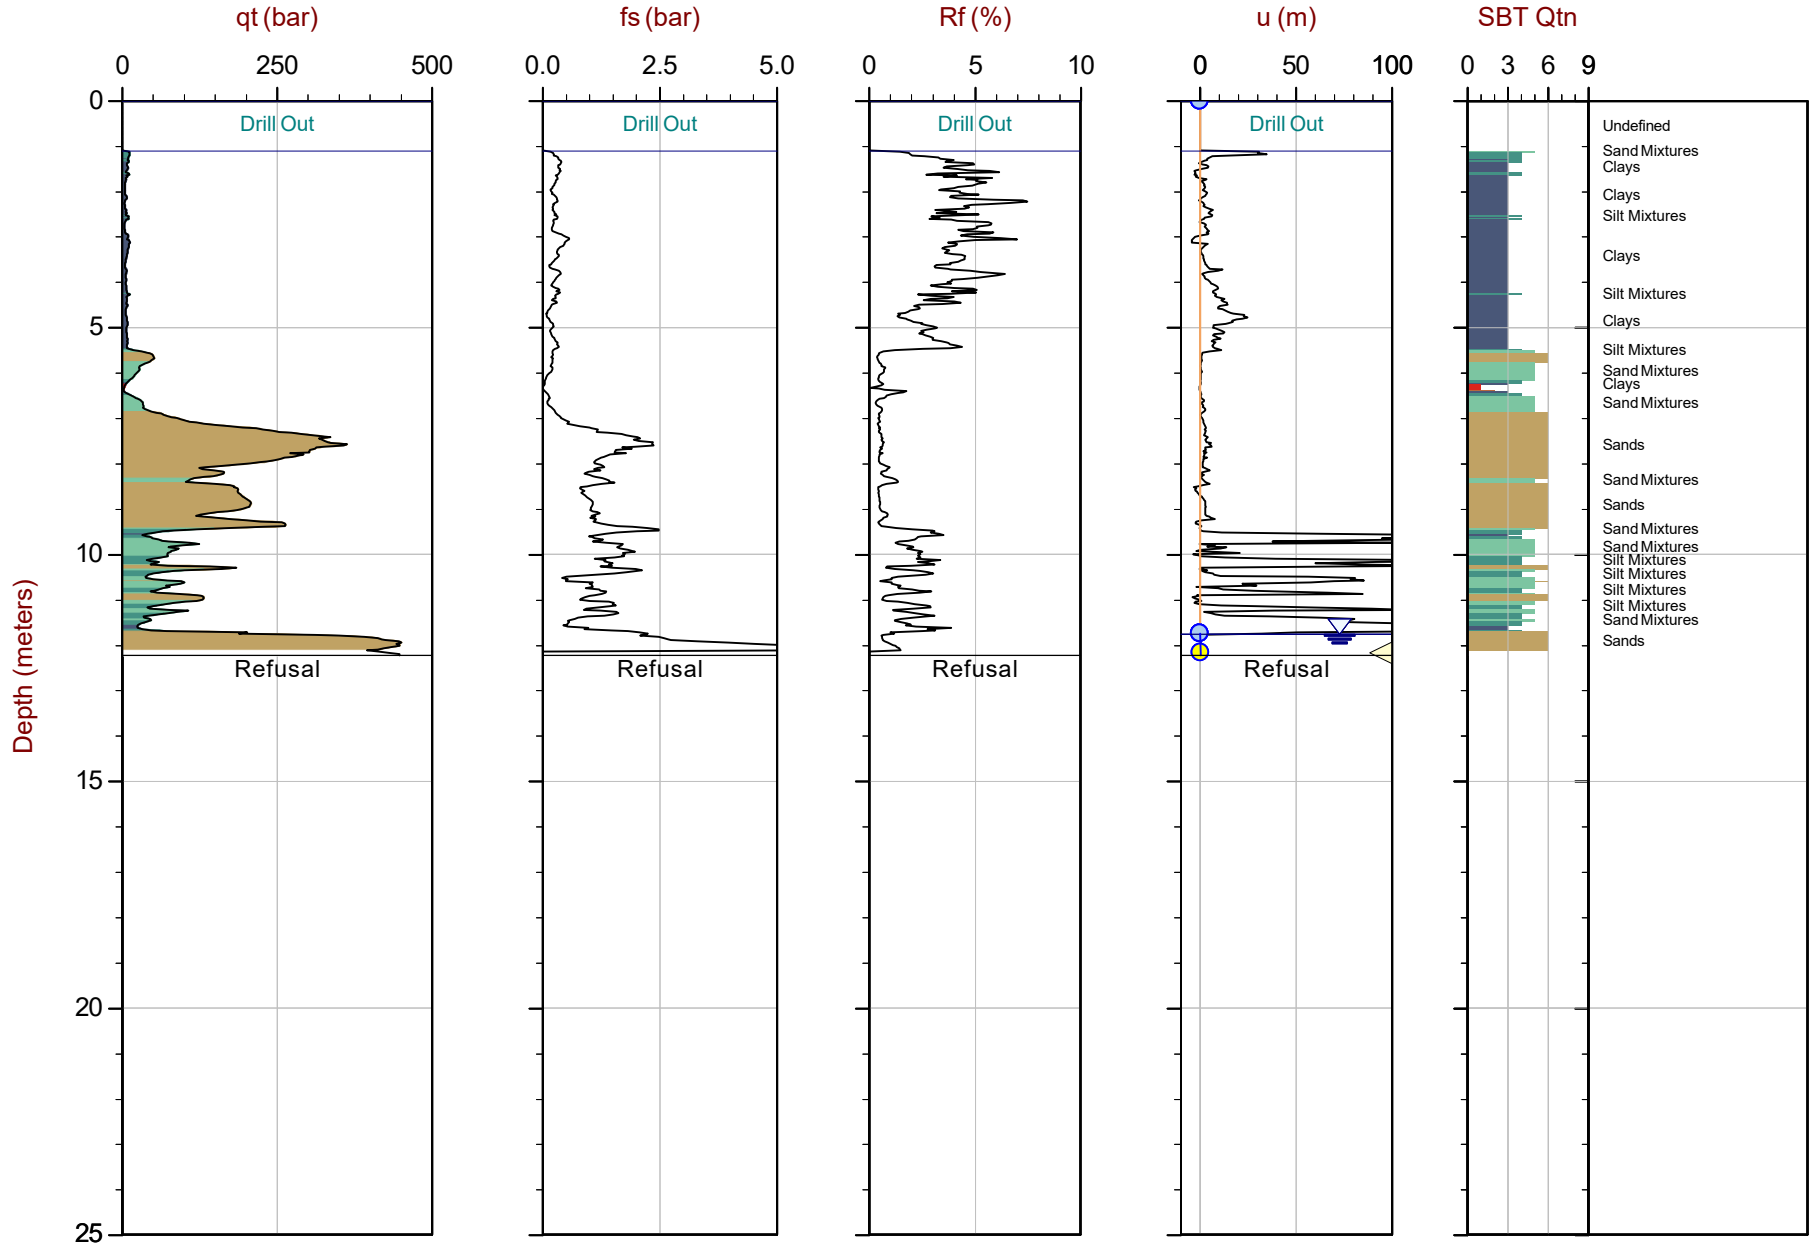 qt (bar) fs (bar) Rf (%) u (m) SBT Qtn
0 250 500 0.0 2.5 5.0 0 5 10 0 50 100 0 3 6 9
0
Drill Out Drill Out Drill Out Drill Out
Undefined
Sand Mixtures
Clays
Clays
Silt Mixtures
Clays
Silt Mixtures
Clays
5
Silt Mixtures
Sand Mixtures
Clays
Sand Mixtures
Sands
Sand Mixtures
Sands
Sand Mixtures
Sand Mixtures
10
Silt Mixtures
Silt Mixtures
Silt Mixtures
Silt Mixtures
Sand Mixtures
Sands
Refusal Refusal Refusal Refusal
Depth (meters)
15
20
25